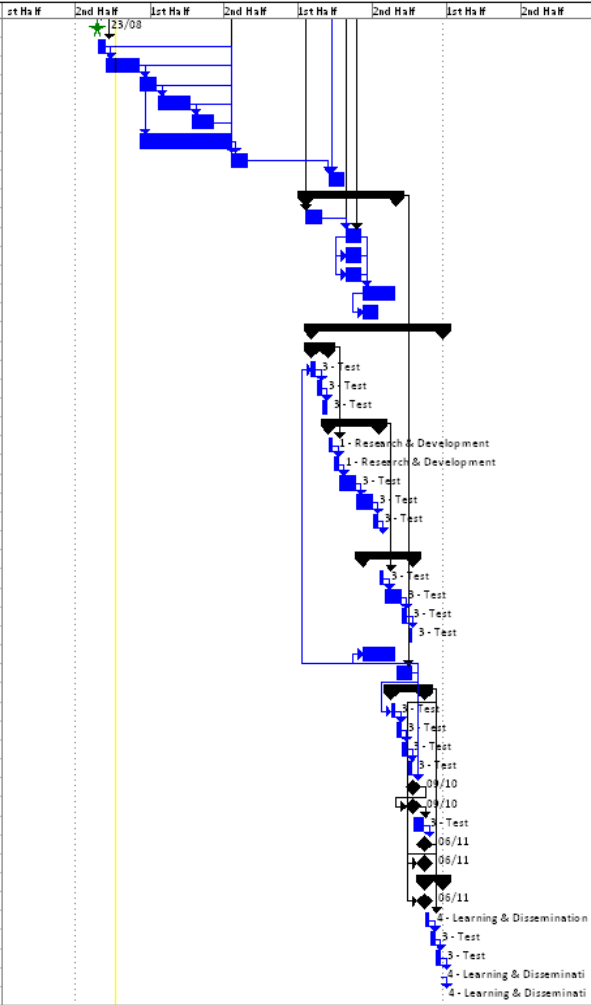 st Half 2nd Half 1st Half 2nd Half 1st Half 2nd Half 1st Half 2nd Half
23/08
3 - Test
3 - Test
3 - Test
1 - Research & Development
1 - Research & Development
3 - Test
3 - Test
3 - Test
3 - Test
3 - Test
3 - Test
3 - Test
3 - Test
3 - Test
3 - Test
3 - Test
09/10
09/10
3 - Test
06/11
06/11
06/11
4 - Learning & Dissemination
3 - Test
3 - Test
4 - Learning & Disseminati
4 - Learning & Disseminati